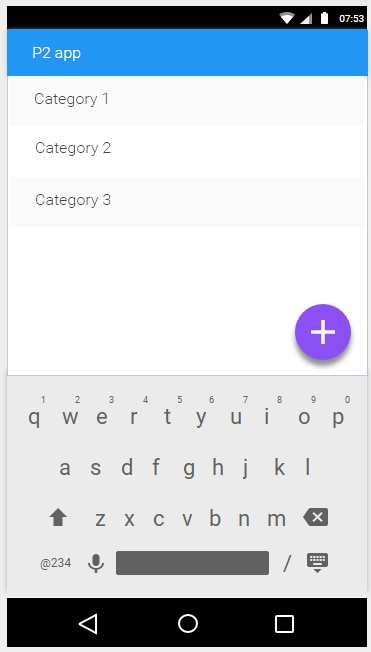 07:53
P2 app
Category 1
Category 2
Category 3
1 2 3 4 5 6 7 8 9 0
q w e r t y u i o p
a s d f g h j k l
z x c v b n m
@234 /